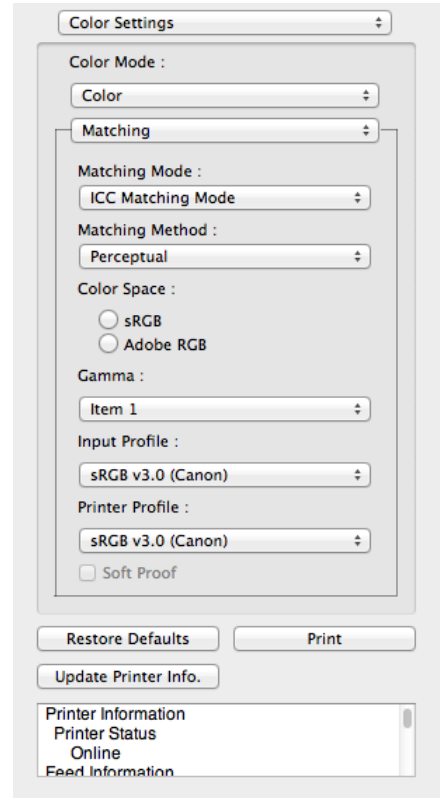 Color Settings
Color Mode :
Color
Matching
Matching Mode :
ICC Matching Mode
Matching Method :
Perceptual
Color Space :
sRGB
Adobe RGB
Gamma :
Item 1
Input Profile :
sRGB v3.0 (Canon)
Printer Profile :
sRGB v3.0 (Canon)
Soft Proof
Restore Defaults
Print
Update Printer Info.
Printer Information
Printer Status
Online
Feed Information